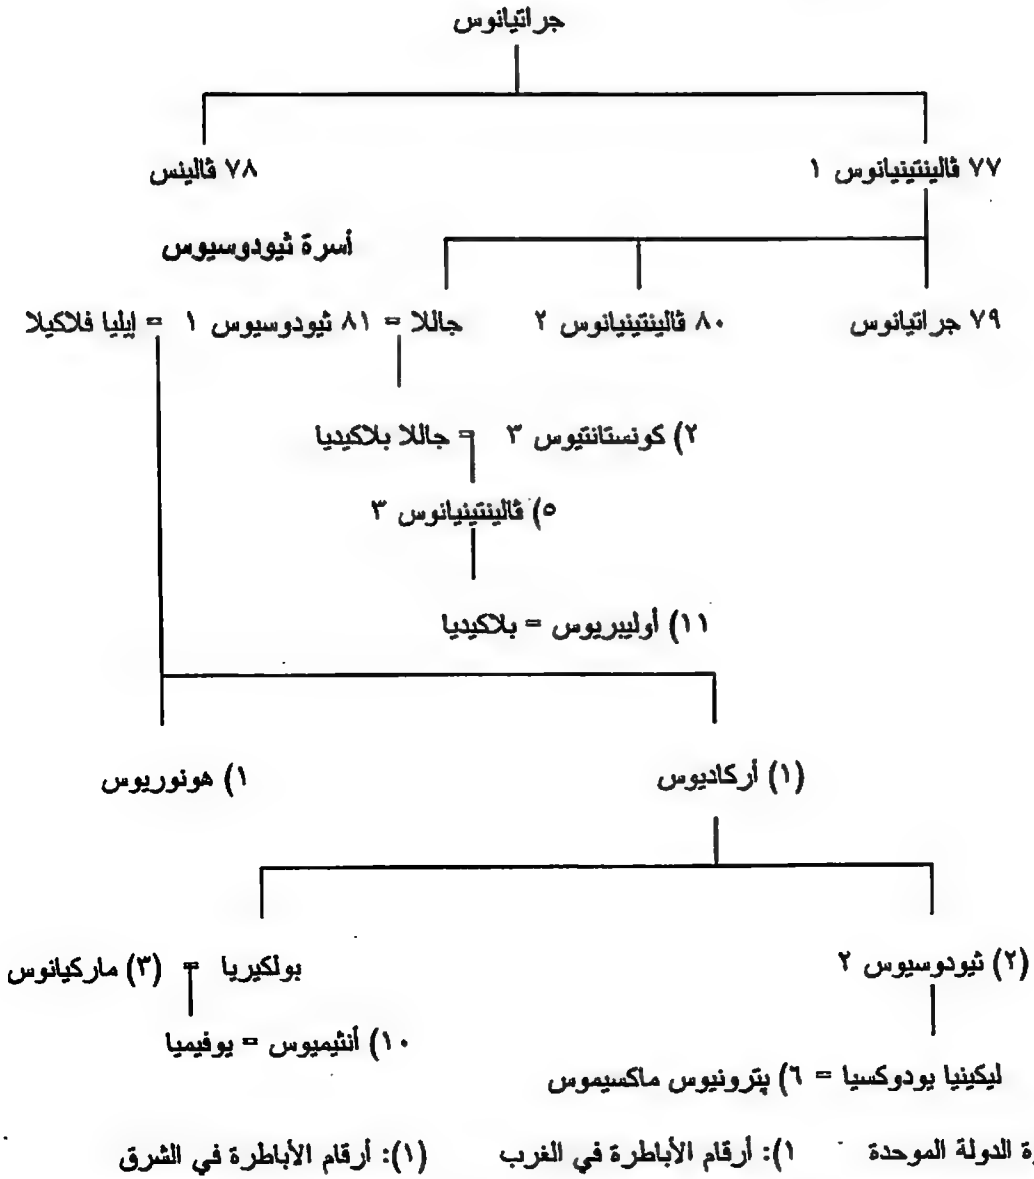 جراتيانوس
٧٧ ڤالينتينيانوس ١ ٧٨ ڤالينس
أسرة ثيودوسيوس
٧٩ جراتيانوس ٨٠ ڤالينتينيانوس ٢ جاللا = ٨١ ثيودوسيوس ١ = إيليا فلاكيلا
٢) كونستانتيوس ٣ = جاللا بلاكيديا
٥) ڤالينتينيانوس ٣
١١) أوليبريوس = بلاكيديا
(١) أركاديوس ١) هونوريوس
(٢) ثيودوسيوس ٢ بولكيريا = (٣) ماركيانوس
١٠) أنثيميوس = يوفيميا
ليكينيا يودوكسيا = ٦) پترونيوس ماكسيموس
الدولة الموحدة ١): أرقام الأباطرة في الغرب (١): أرقام الأباطرة في الشرق